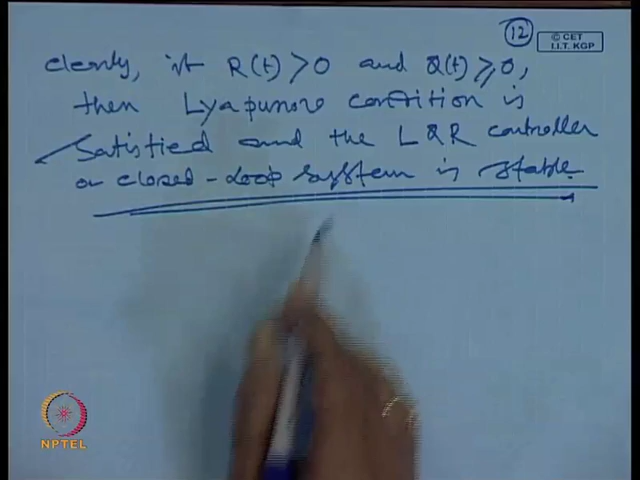 12
© CET
I.I.T. KGP
clearly, if R(t) > 0 and Q(t) ≥ 0,
then Lyapunov condition is
satisfied and the LQR controller
or closed-loop system is stable.
NPTEL